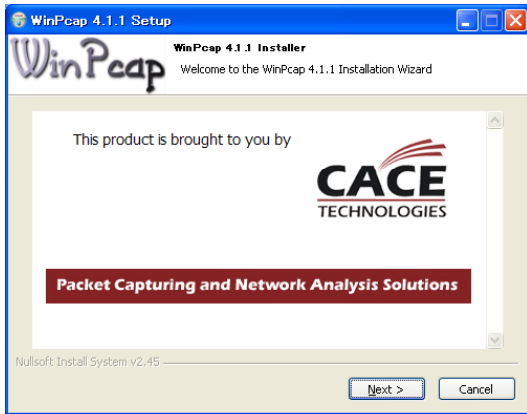 WinPcap 4.1.1 Setup
WinPcap
WinPcap 4.1.1 Installer
Welcome to the WinPcap 4.1.1 Installation Wizard
This product is brought to you by
CACE
TECHNOLOGIES
Packet Capturing and Network Analysis Solutions
Nullsoft Install System v2.45
Next >
Cancel